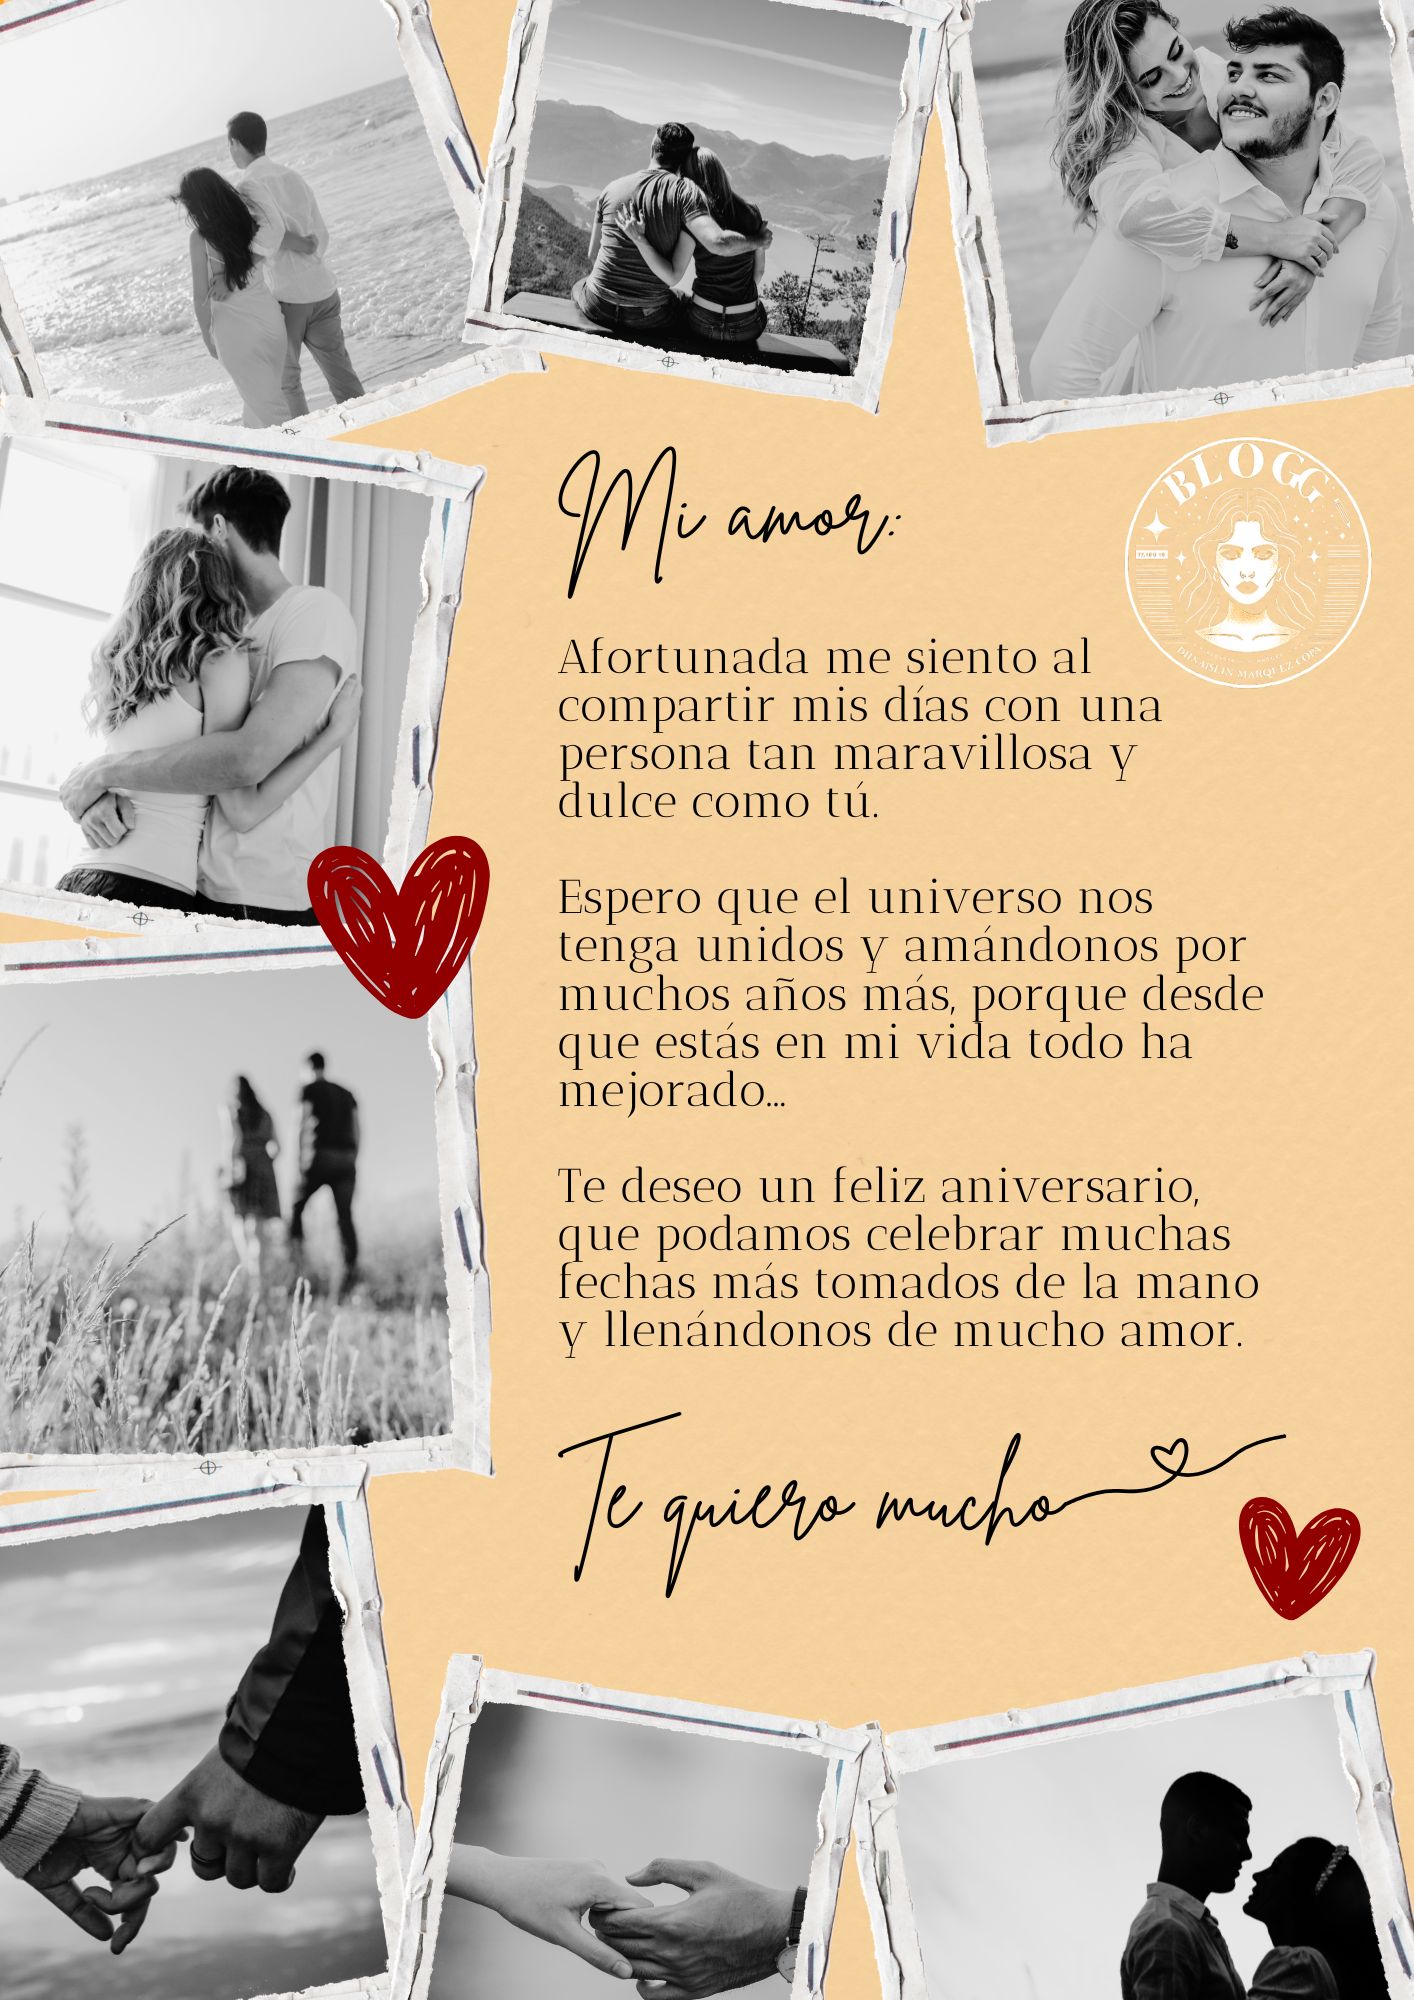 Mi amor:
BLOGG
Afortunada me siento al
compartir mis días con una
persona tan maravillosa y
dulce como tú.
Espero que el universo nos
tenga unidos y amándonos por
muchos años más, porque desde
que estás en mi vida todo ha
mejorado...
Te deseo un feliz aniversario,
que podamos celebrar muchas
fechas más tomados de la mano
y llenándonos de mucho amor.
Te quiero mucho